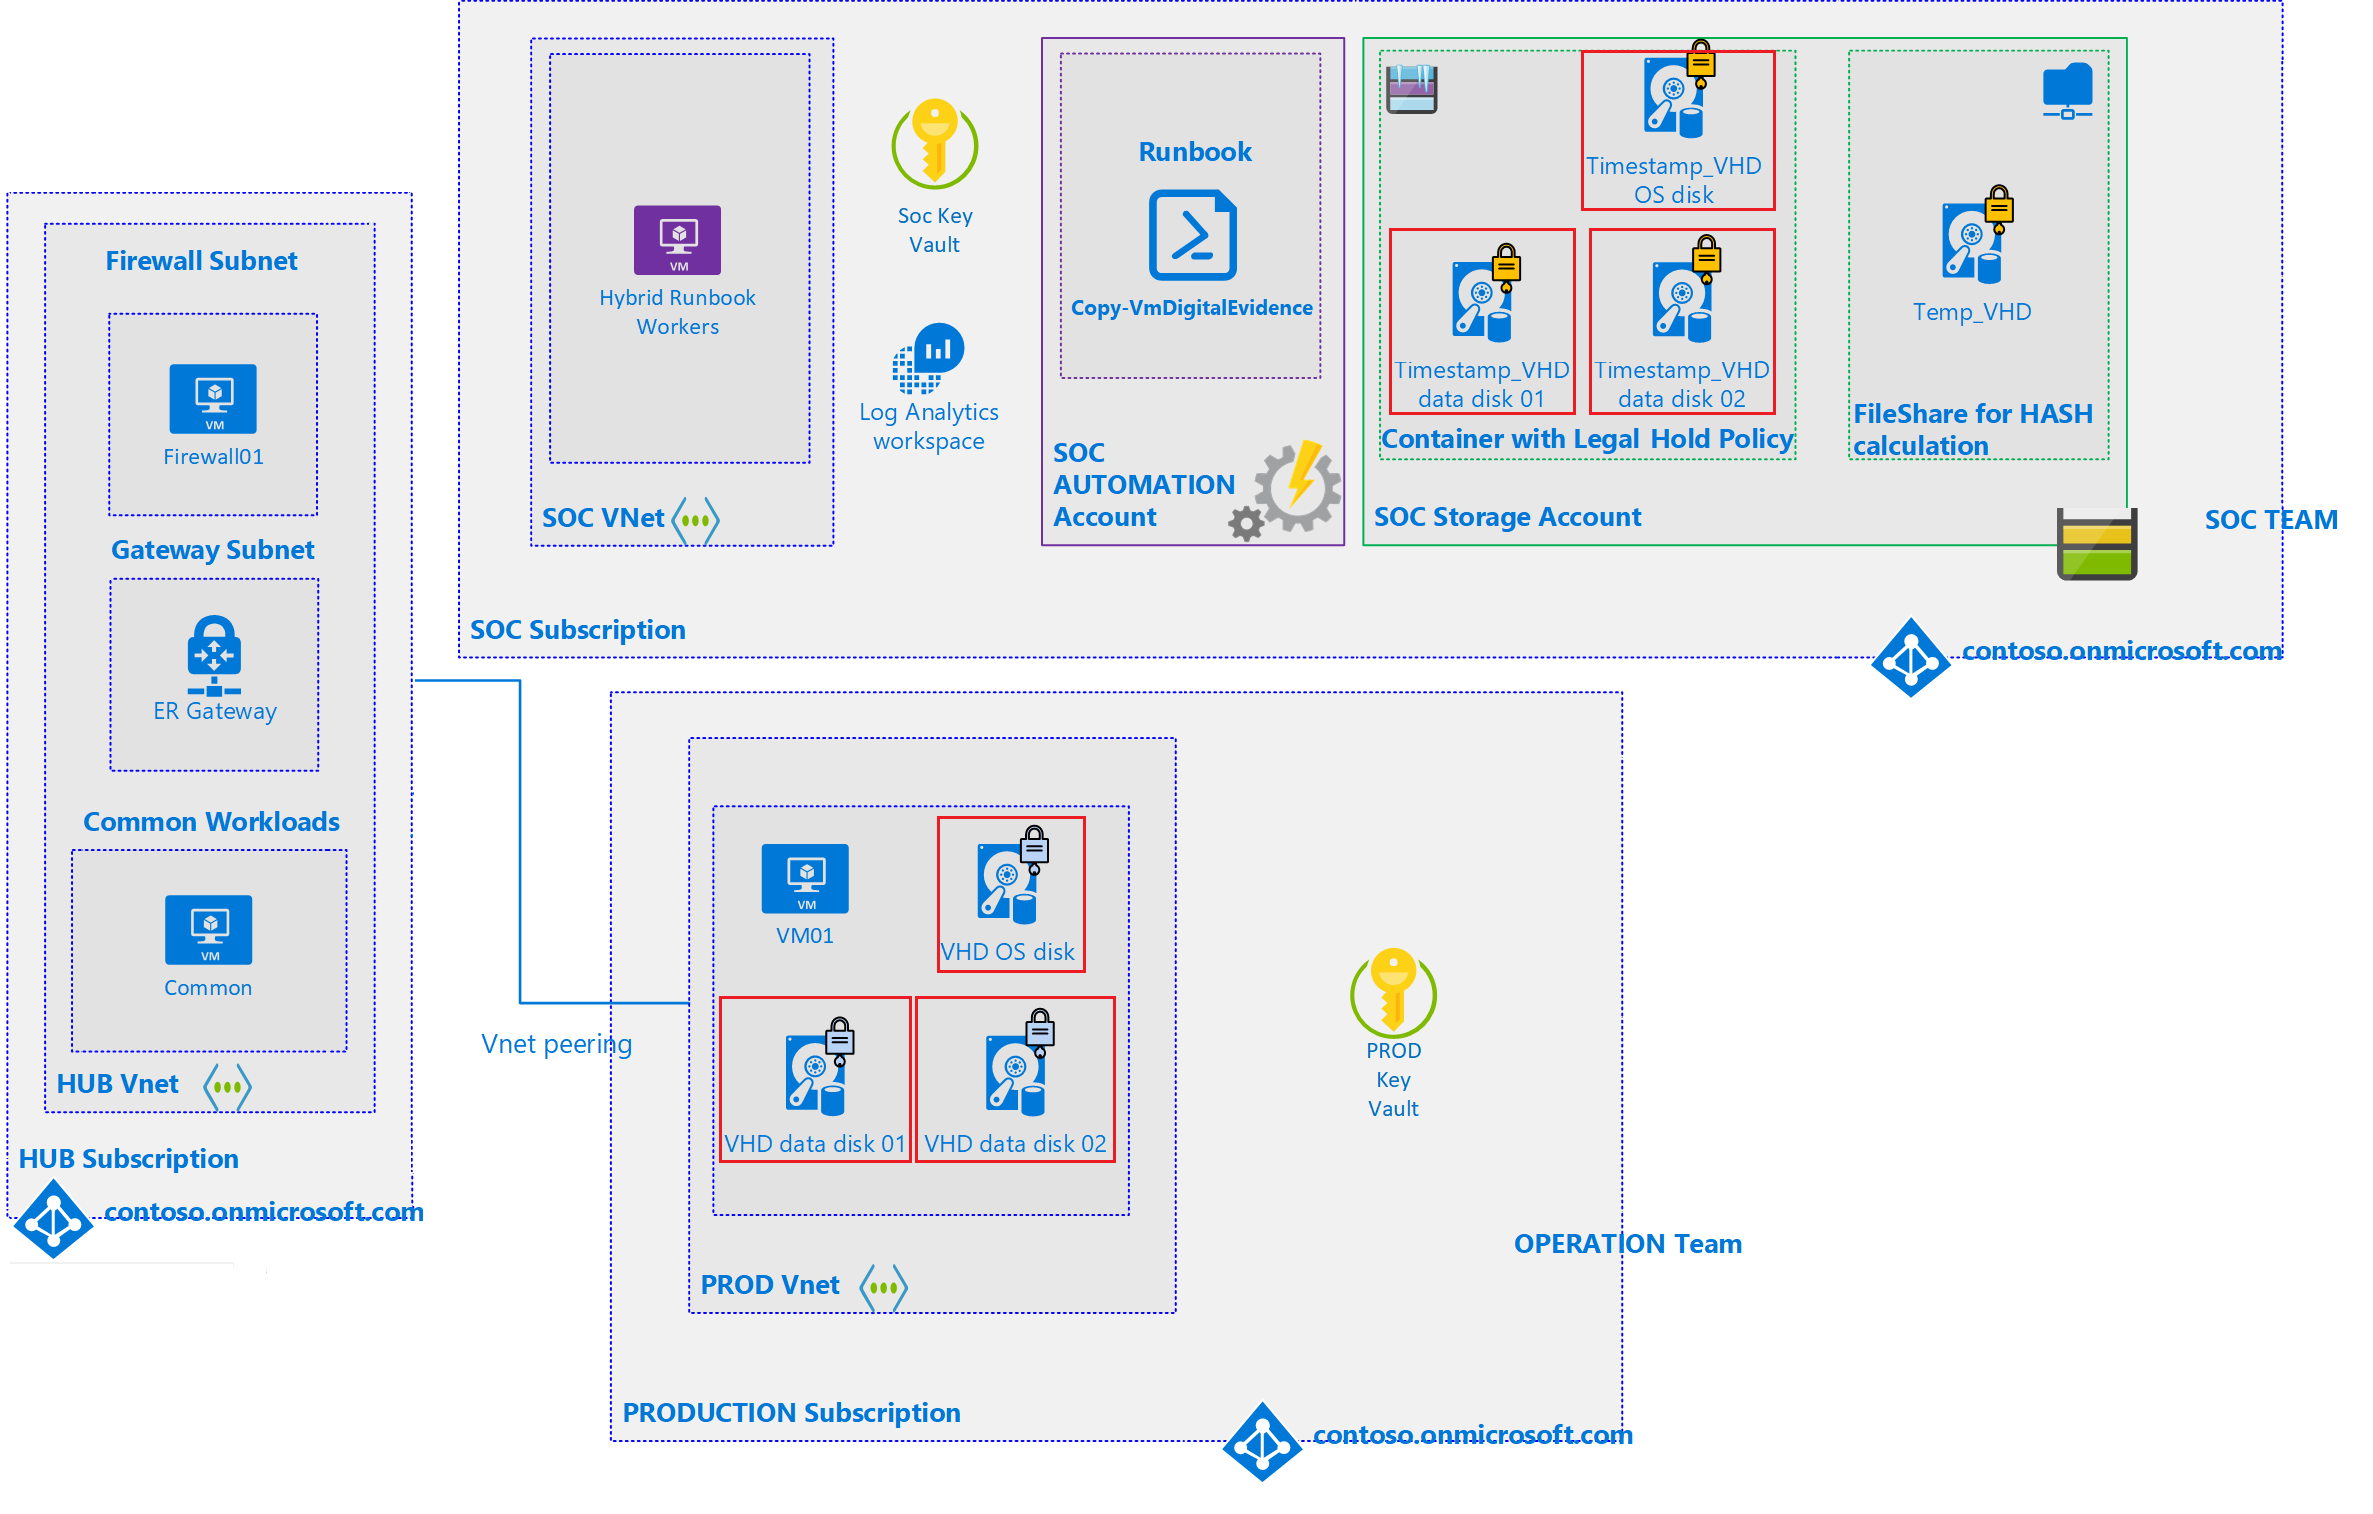 Firewall Subnet
VM
Firewall01
Gateway Subnet
ER Gateway
Common Workloads
VM
Common
HUB Vnet
HUB Subscription
contoso.onmicrosoft.com
VM
Hybrid Runbook
Workers
SOC VNet
Soc Key
Vault
Log Analytics
workspace
Runbook
Copy-VmDigitalEvidence
SOC
AUTOMATION
Account
Timestamp_VHD
OS disk
Timestamp_VHD
data disk 01
Timestamp_VHD
data disk 02
Container with Legal Hold Policy
Temp_VHD
FileShare for HASH
calculation
SOC Storage Account
SOC TEAM
SOC Subscription
contoso.onmicrosoft.com
Vnet peering
VM
VM01
VHD OS disk
VHD data disk 01
VHD data disk 02
PROD Vnet
PROD
Key
Vault
OPERATION Team
PRODUCTION Subscription
contoso.onmicrosoft.com